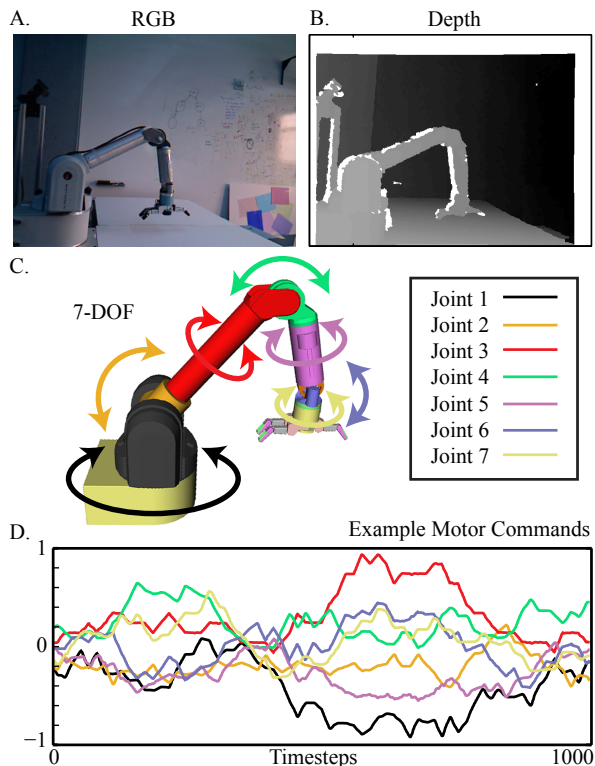 A. RGB
B. Depth
C.
7-DOF
Joint 1
Joint 2
Joint 3
Joint 4
Joint 5
Joint 6
Joint 7
D. Example Motor Commands
1
0
−1
0 Timesteps 1000